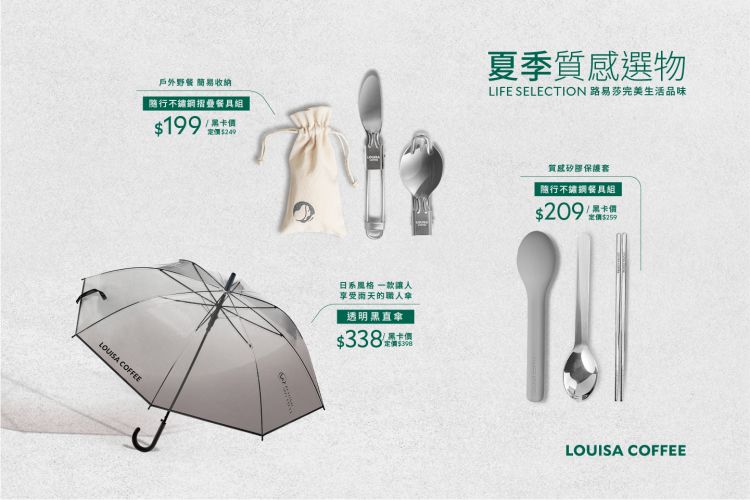 夏季質感選物
LIFE SELECTION 路易莎完美生活品味
戶外野餐 簡易收納
隨行不鏽鋼摺疊餐具組
$199 / 黑卡價
定價$249
LOUISA
COFFEE
質感矽膠保護套
隨行不鏽鋼餐具組
$209 / 黑卡價
定價$259
日系風格 一款讓人
享受雨天的職人傘
透明黑直傘
$338 / 黑卡價
定價$398
LOUISA COFFEE
LOUISA COFFEE
LOUISA COFFEE